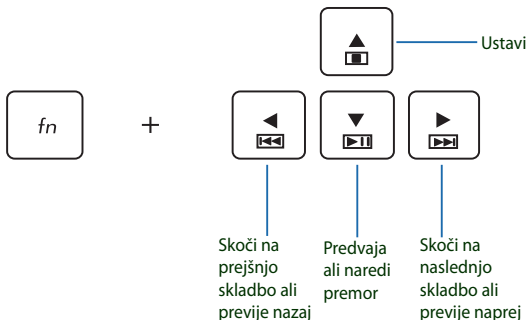 Ustavi
fn
+
Skoči na
prejšnjo
skladbo ali
previje nazaj
Predvaja
ali naredi
premor
Skoči na
naslednjo
skladbo ali
previje naprej